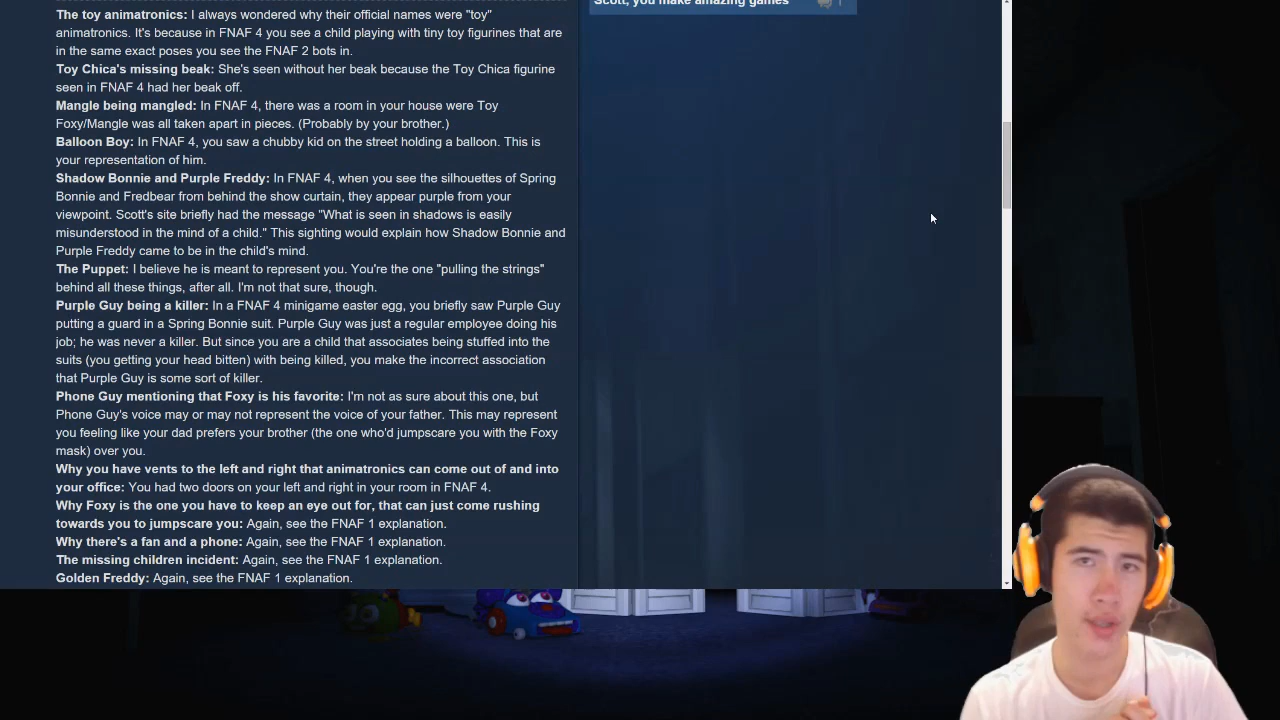 Scott, you make amazing games
The toy animatronics: I always wondered why their official names were "toy"
animatronics. It's because in FNAF 4 you see a child playing with tiny toy figurines that are
in the same exact poses you see the FNAF 2 bots in.
Toy Chica's missing beak: She's seen without her beak because the Toy Chica figurine
seen in FNAF 4 had her beak off.
Mangle being mangled: In FNAF 4, there was a room in your house were Toy
Foxy/Mangle was all taken apart in pieces. (Probably by your brother.)
Balloon Boy: In FNAF 4, you saw a chubby kid on the street holding a balloon. This is
your representation of him.
Shadow Bonnie and Purple Freddy: In FNAF 4, when you see the silhouettes of Spring
Bonnie and Fredbear from behind the show curtain, they appear purple from your
viewpoint. Scott's site briefly had the message "What is seen in shadows is easily
misunderstood in the mind of a child." This sighting would explain how Shadow Bonnie and
Purple Freddy came to be in the child's mind.
The Puppet: I believe he is meant to represent you. You're the one "pulling the strings"
behind all these things, after all. I'm not that sure, though.
Purple Guy being a killer: In a FNAF 4 minigame easter egg, you briefly saw Purple Guy
putting a guard in a Spring Bonnie suit. Purple Guy was just a regular employee doing his
job; he was never a killer. But since you are a child that associates being stuffed into the
suits (you getting your head bitten) with being killed, you make the incorrect association
that Purple Guy is some sort of killer.
Phone Guy mentioning that Foxy is his favorite: I'm not as sure about this one, but
Phone Guy's voice may or may not represent the voice of your father. This may represent
you feeling like your dad prefers your brother (the one who'd jumpscare you with the Foxy
mask) over you.
Why you have vents to the left and right that animatronics can come out of and into
your office: You had two doors on your left and right in your room in FNAF 4.
Why Foxy is the one you have to keep an eye out for, that can just come rushing
towards you to jumpscare you: Again, see the FNAF 1 explanation.
Why there's a fan and a phone: Again, see the FNAF 1 explanation.
The missing children incident: Again, see the FNAF 1 explanation.
Golden Freddy: Again, see the FNAF 1 explanation.